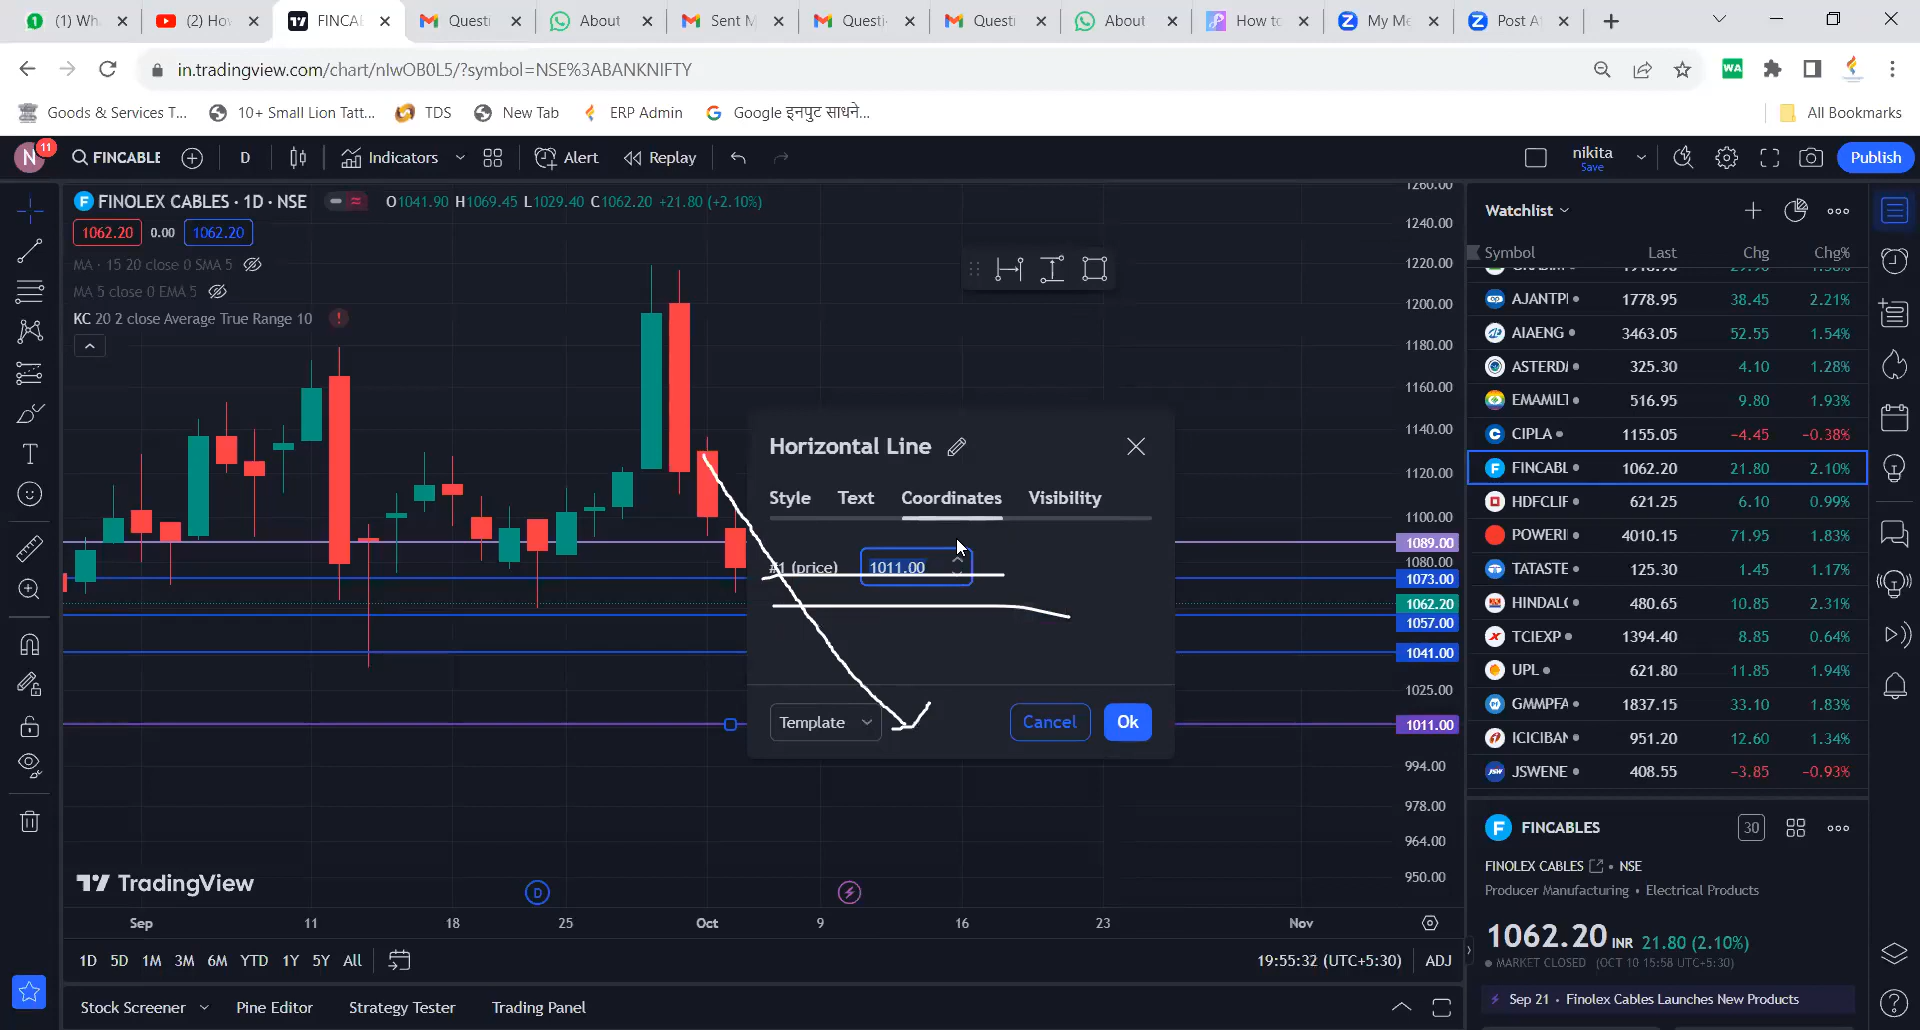 (1) Wh
(2) Hov
FINCAE
Questi
About
Sent M
Questi
Questi
About
How to
My Me
Post A
in.tradingview.com/chart/nIwOB0L5/?symbol=NSE%3ABANKNIFTY
WA
Goods & Services T...
10+ Small Lion Tatt...
TDS
New Tab
ERP Admin
Google इनपुट साधने...
All Bookmarks
N
11
FINCABLE
D
Indicators
Alert
Replay
nikita
Save
Publish
FINOLEX CABLES · 1D · NSE
O1041.90 H1069.45 L1029.40 C1062.20 +21.80 (+2.10%)
1062.20
0.00
1062.20
MA · 15 20 close 0 SMA 5
MA 5 close 0 EMA 5
KC 20 2 close Average True Range 10
1260.00
1240.00
1220.00
1200.00
1180.00
1160.00
1140.00
1120.00
1100.00
1089.00
1080.00
1073.00
1062.20
1057.00
1041.00
1025.00
1011.00
994.00
978.00
964.00
950.00
Horizontal Line
Style
Text
Coordinates
Visibility
#1 (price)
1011.00
Template
Cancel
Ok
TradingView
D
Sep
11
18
25
Oct
9
16
23
Nov
1D 5D 1M 3M 6M YTD 1Y 5Y All
19:55:32 (UTC+5:30)
ADJ
Stock Screener
Pine Editor
Strategy Tester
Trading Panel
Watchlist
Symbol Last Chg Chg%
AJANTPI 1778.95 38.45 2.21%
AIAENG 3463.05 52.55 1.54%
ASTERD 325.30 4.10 1.28%
EMAMILT 516.95 9.80 1.93%
CIPLA 1155.05 −4.45 −0.38%
FINCABL 1062.20 21.80 2.10%
HDFCLIF 621.25 6.10 0.99%
POWERI 4010.15 71.95 1.83%
TATASTE 125.30 1.45 1.17%
HINDALC 480.65 10.85 2.31%
TCIEXP 1394.40 8.85 0.64%
UPL 621.80 11.85 1.94%
GMMPFA 1837.15 33.10 1.83%
ICICIBAN 951.20 12.60 1.34%
JSWENE 408.55 −3.85 −0.93%
FINCABLES
30
FINOLEX CABLES • NSE
Producer Manufacturing • Electrical Products
1062.20 INR 21.80 (2.10%)
MARKET CLOSED (OCT 10 15:58 UTC+5:30)
Sep 21 · Finolex Cables Launches New Products